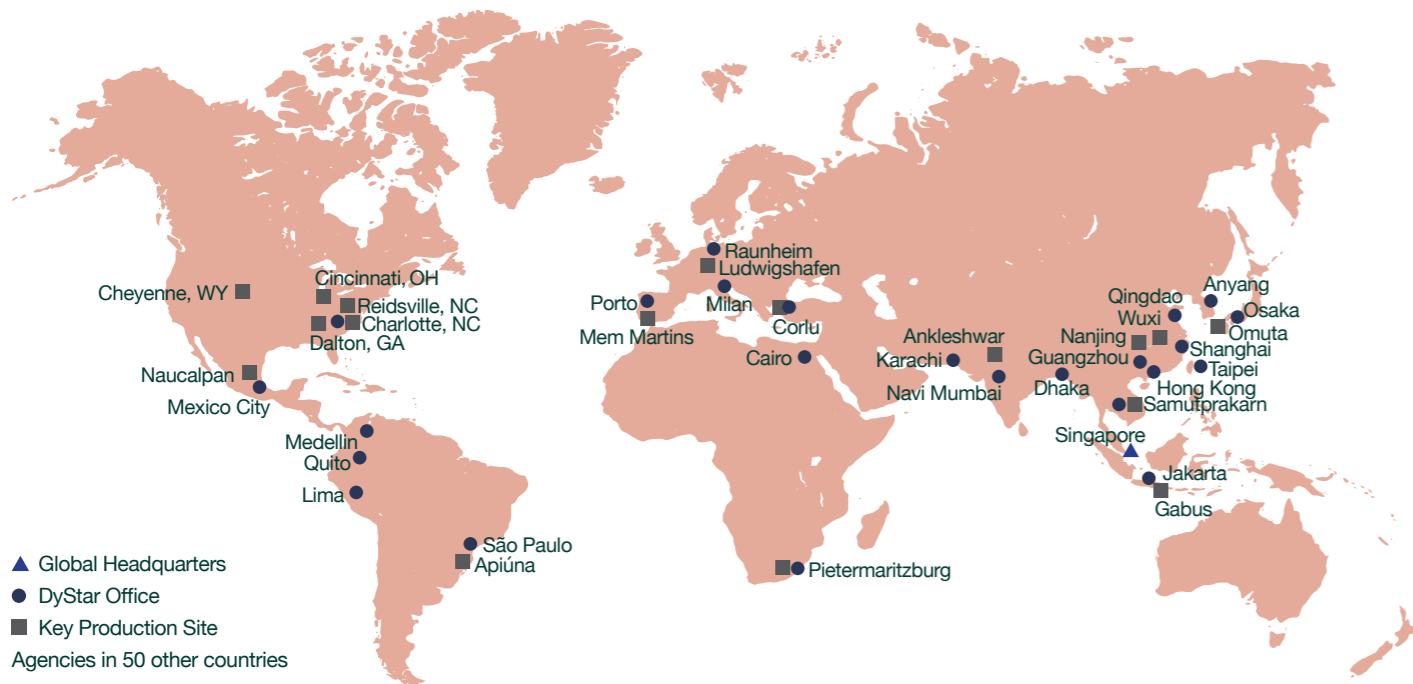 Cheyenne, WY
Cincinnati, OH
Reidsville, NC
Charlotte, NC
Dalton, GA
Naucalpan
Mexico City
Medellin
Quito
Lima
São Paulo
Apiúna
Raunheim
Ludwigshafen
Porto
Milan
Mem Martins
Corlu
Cairo
Pietermaritzburg
Ankleshwar
Karachi
Navi Mumbai
Dhaka
Anyang
Qingdao
Osaka
Wuxi
Omuta
Nanjing
Shanghai
Guangzhou
Taipei
Hong Kong
Samutprakarn
Singapore
Jakarta
Gabus
Global Headquarters
DyStar Office
Key Production Site
Agencies in 50 other countries